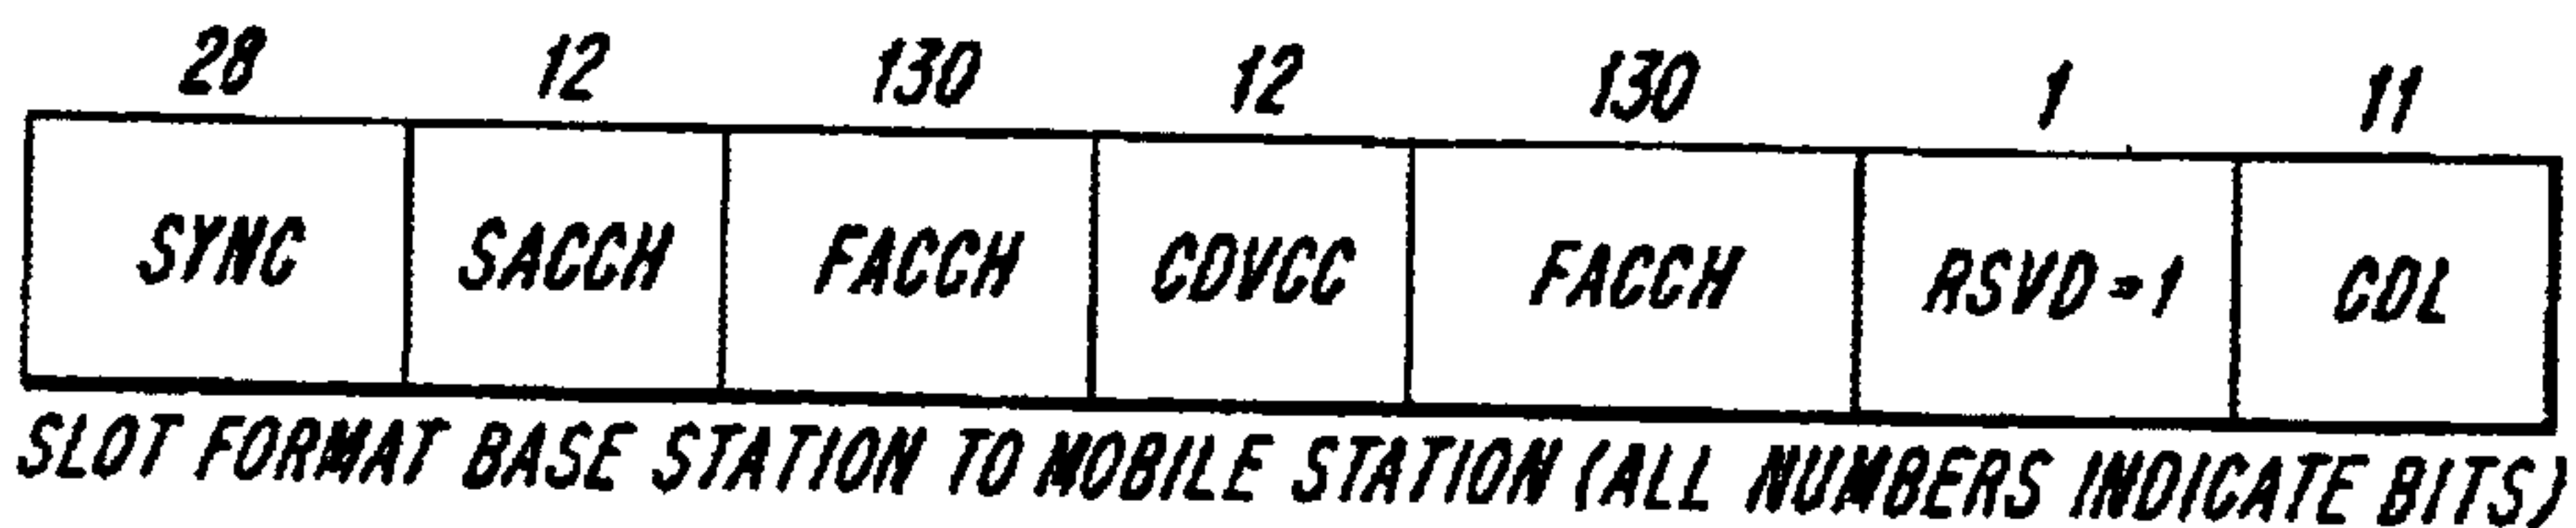 28 12 130 12 130 1 11
SYNC SACCH FACCH CDVCC FACCH RSVD=1 CDL
SLOT FORMAT BASE STATION TO MOBILE STATION (ALL NUMBERS INDICATE BITS)